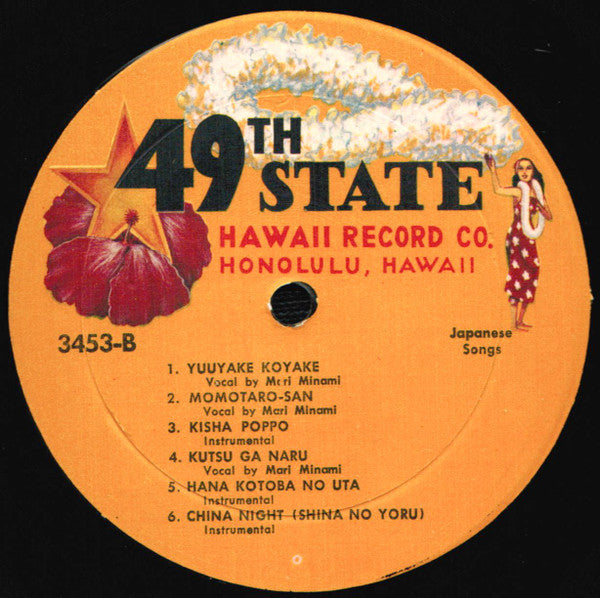 49TH
STATE
HAWAII RECORD CO.
HONOLULU, HAWAII
3453-B
Japanese
Songs
1. YUUYAKE KOYAKE
Vocal by Mari Minami
2. MOMOTARO-SAN
Vocal by Mari Minami
3. KISHA POPPO
Instrumental
4. KUTSU GA NARU
Vocal by Mari Minami
5. HANA KOTOBA NO UTA
Instrumental
6. CHINA NIGHT (SHINA NO YORU)
Instrumental